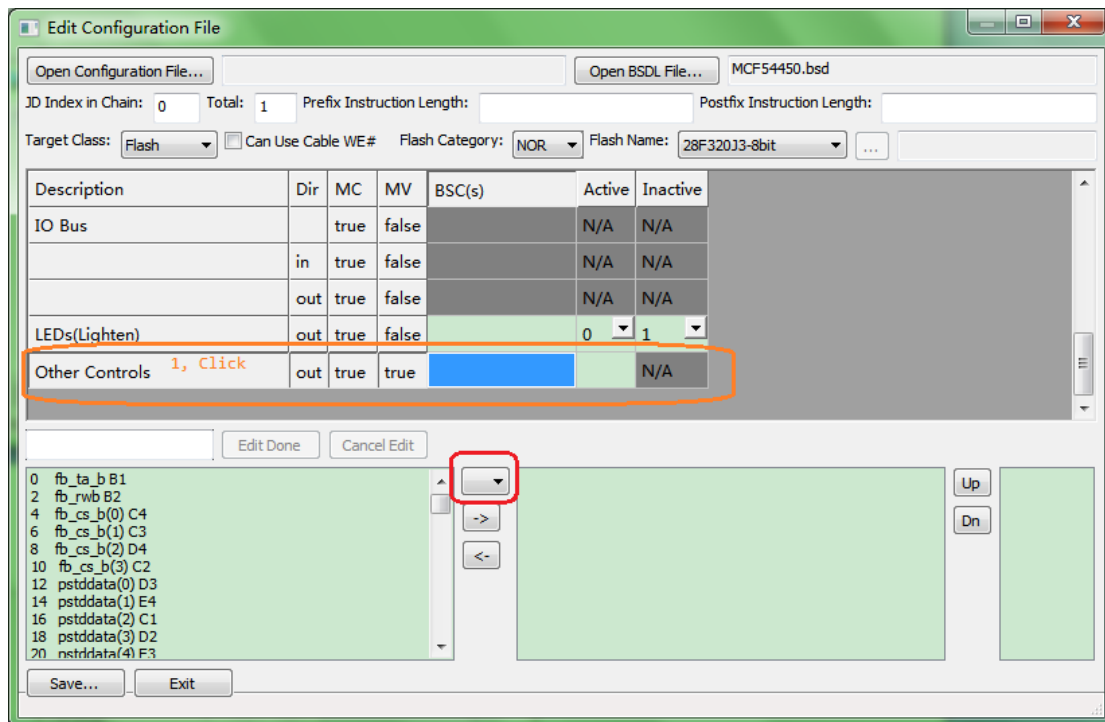 Edit Configuration File
Open Configuration File... Open BSDL File... MCF54450.bsd
JD Index in Chain: 0 Total: 1 Prefix Instruction Length: Postfix Instruction Length:
Target Class: Flash Can Use Cable WE# Flash Category: NOR Flash Name: 28F320J3-8bit ...
Description Dir MC MV BSC(s) Active Inactive
IO Bus true false N/A N/A
in true false N/A N/A
out true false N/A N/A
LEDs(Lighten) out true false 0 1
Other Controls 1, Click out true true N/A
Edit Done Cancel Edit
0 fb_ta_b B1
2 fb_rwb B2
4 fb_cs_b(0) C4
6 fb_cs_b(1) C3
8 fb_cs_b(2) D4
10 fb_cs_b(3) C2
12 pstddata(0) D3
14 pstddata(1) E4
16 pstddata(2) C1
18 pstddata(3) D2
20 pstddata(4) E3
->
<-
Up
Dn
Save... Exit